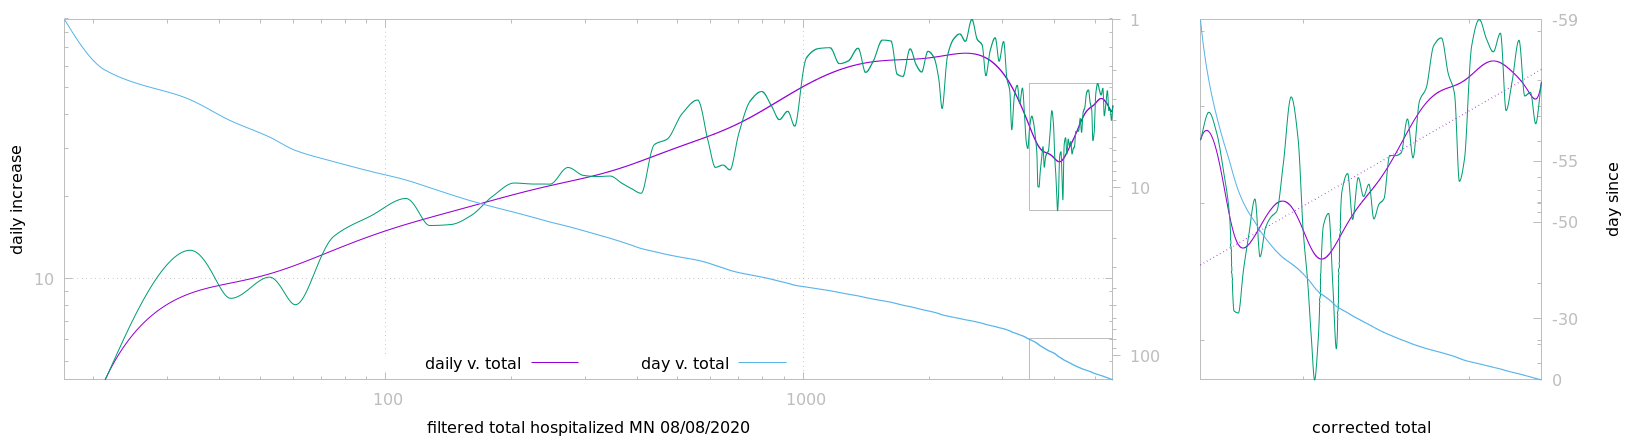 1
-59
daily increase
10
10
100
-55
-50
-30
0
day since
daily v. total
day v. total
100
1000
filtered total hospitalized MN 08/08/2020
corrected total